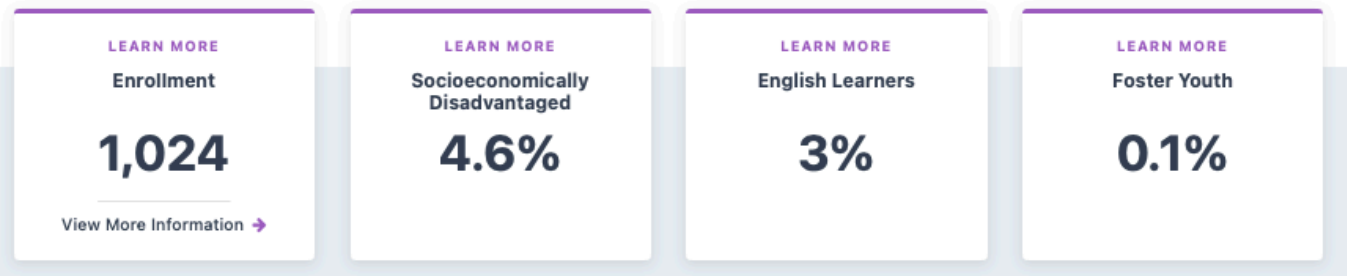 LEARN MORE
Enrollment
1,024
View More Information →
LEARN MORE
Socioeconomically
Disadvantaged
4.6%
LEARN MORE
English Learners
3%
LEARN MORE
Foster Youth
0.1%